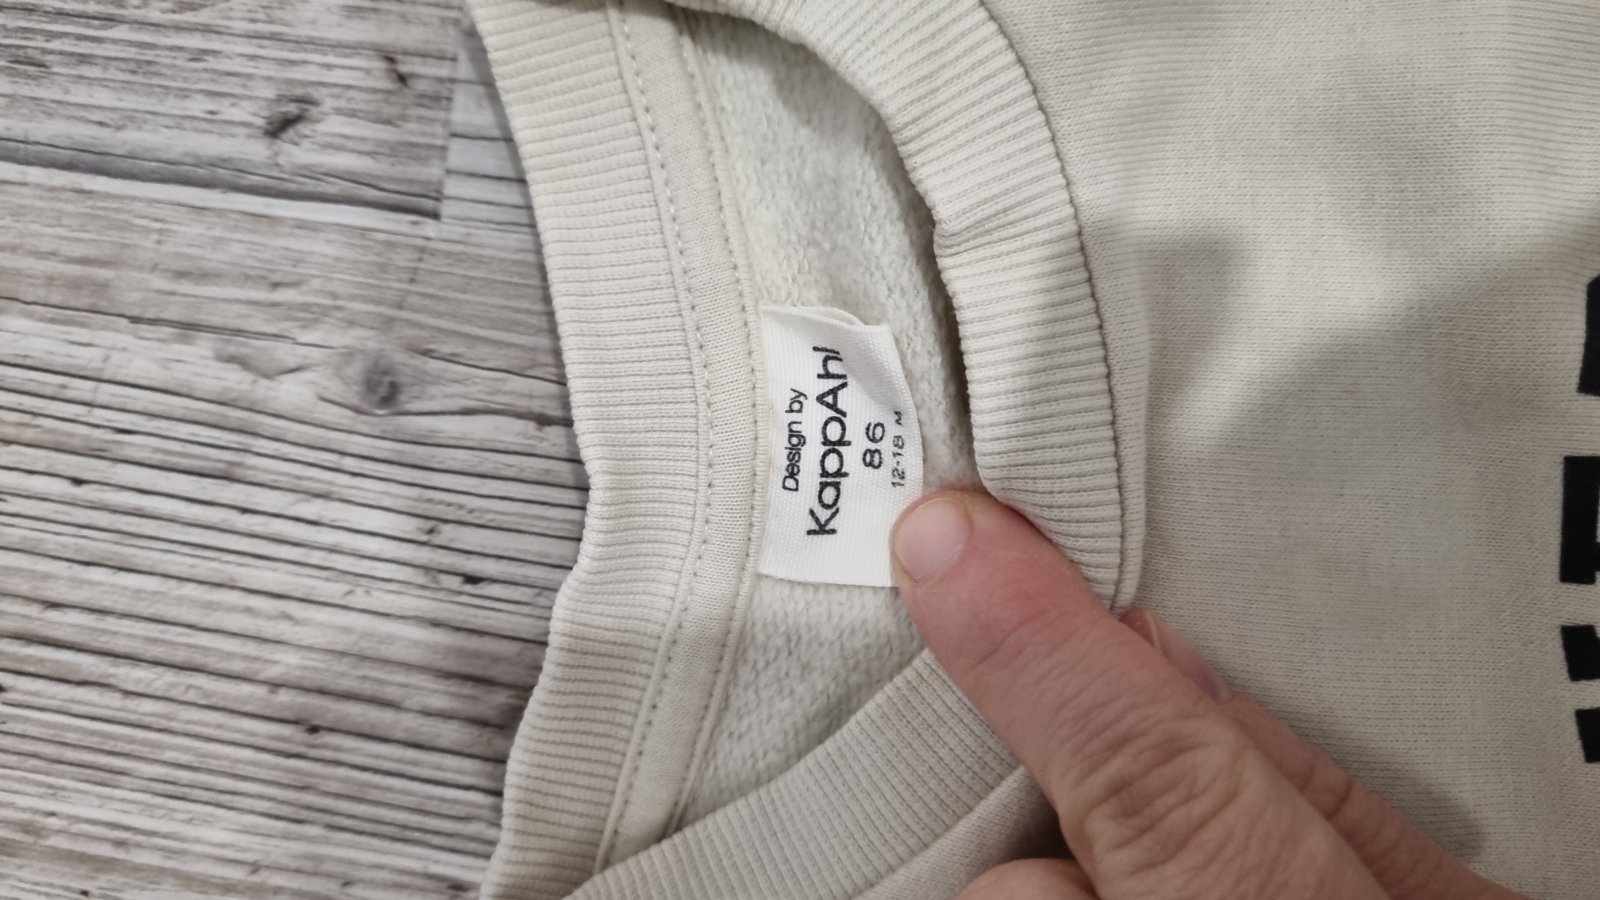 Design by
KappAhl
86
12-18 M